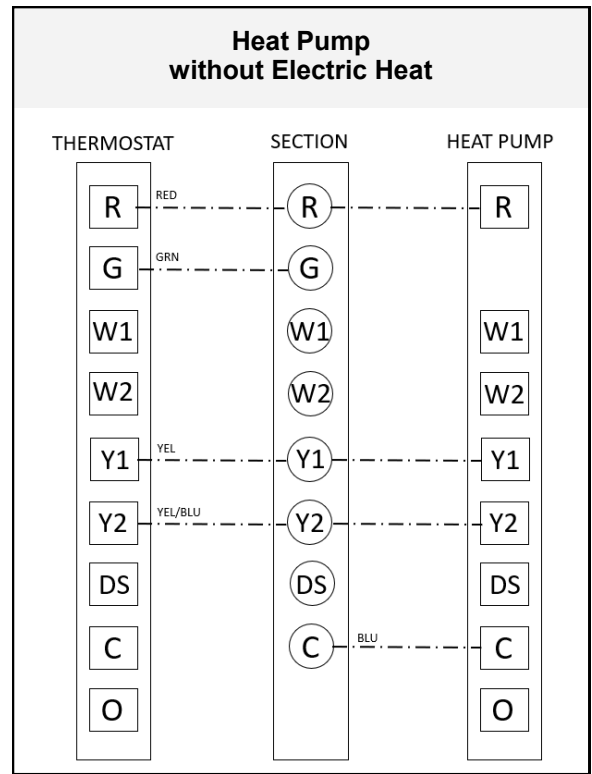 Heat Pump
without Electric Heat
THERMOSTAT SECTION HEAT PUMP
R RED R R
G GRN G
W1 W1 W1
W2 W2 W2
Y1 YEL Y1 Y1
Y2 YEL/BLU Y2 Y2
DS DS DS
C C BLU C
O O